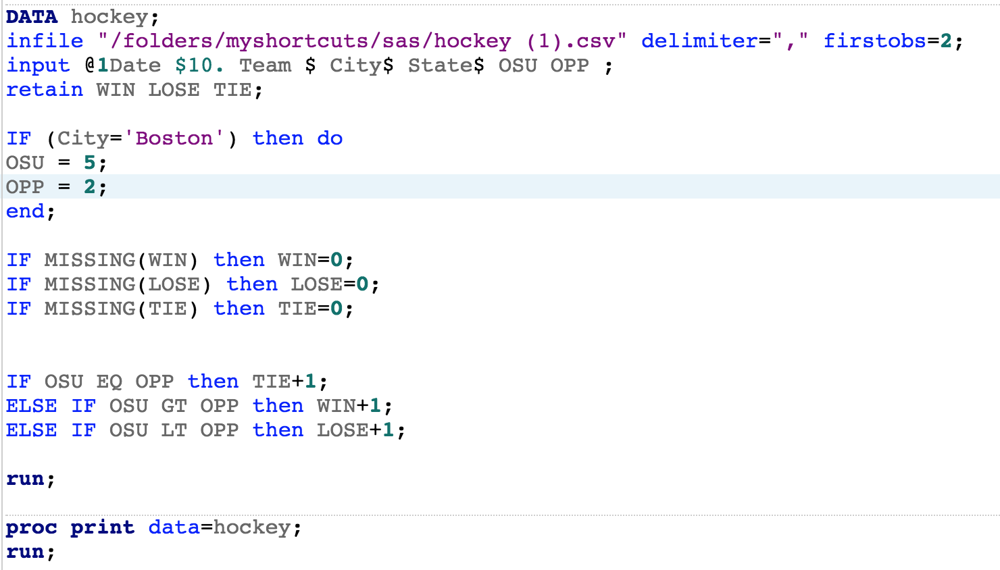 DATA hockey;
infile "/folders/myshortcuts/sas/hockey (1).csv" delimiter="," firstobs=2;
input @1Date $10. Team $ City$ State$ OSU OPP ;
retain WIN LOSE TIE;
IF (City='Boston') then do
OSU = 5;
OPP = 2;
end;
IF MISSING(WIN) then WIN=0;
IF MISSING(LOSE) then LOSE=0;
IF MISSING(TIE) then TIE=0;
IF OSU EQ OPP then TIE+1;
ELSE IF OSU GT OPP then WIN+1;
ELSE IF OSU LT OPP then LOSE+1;
run;
proc print data=hockey;
run;